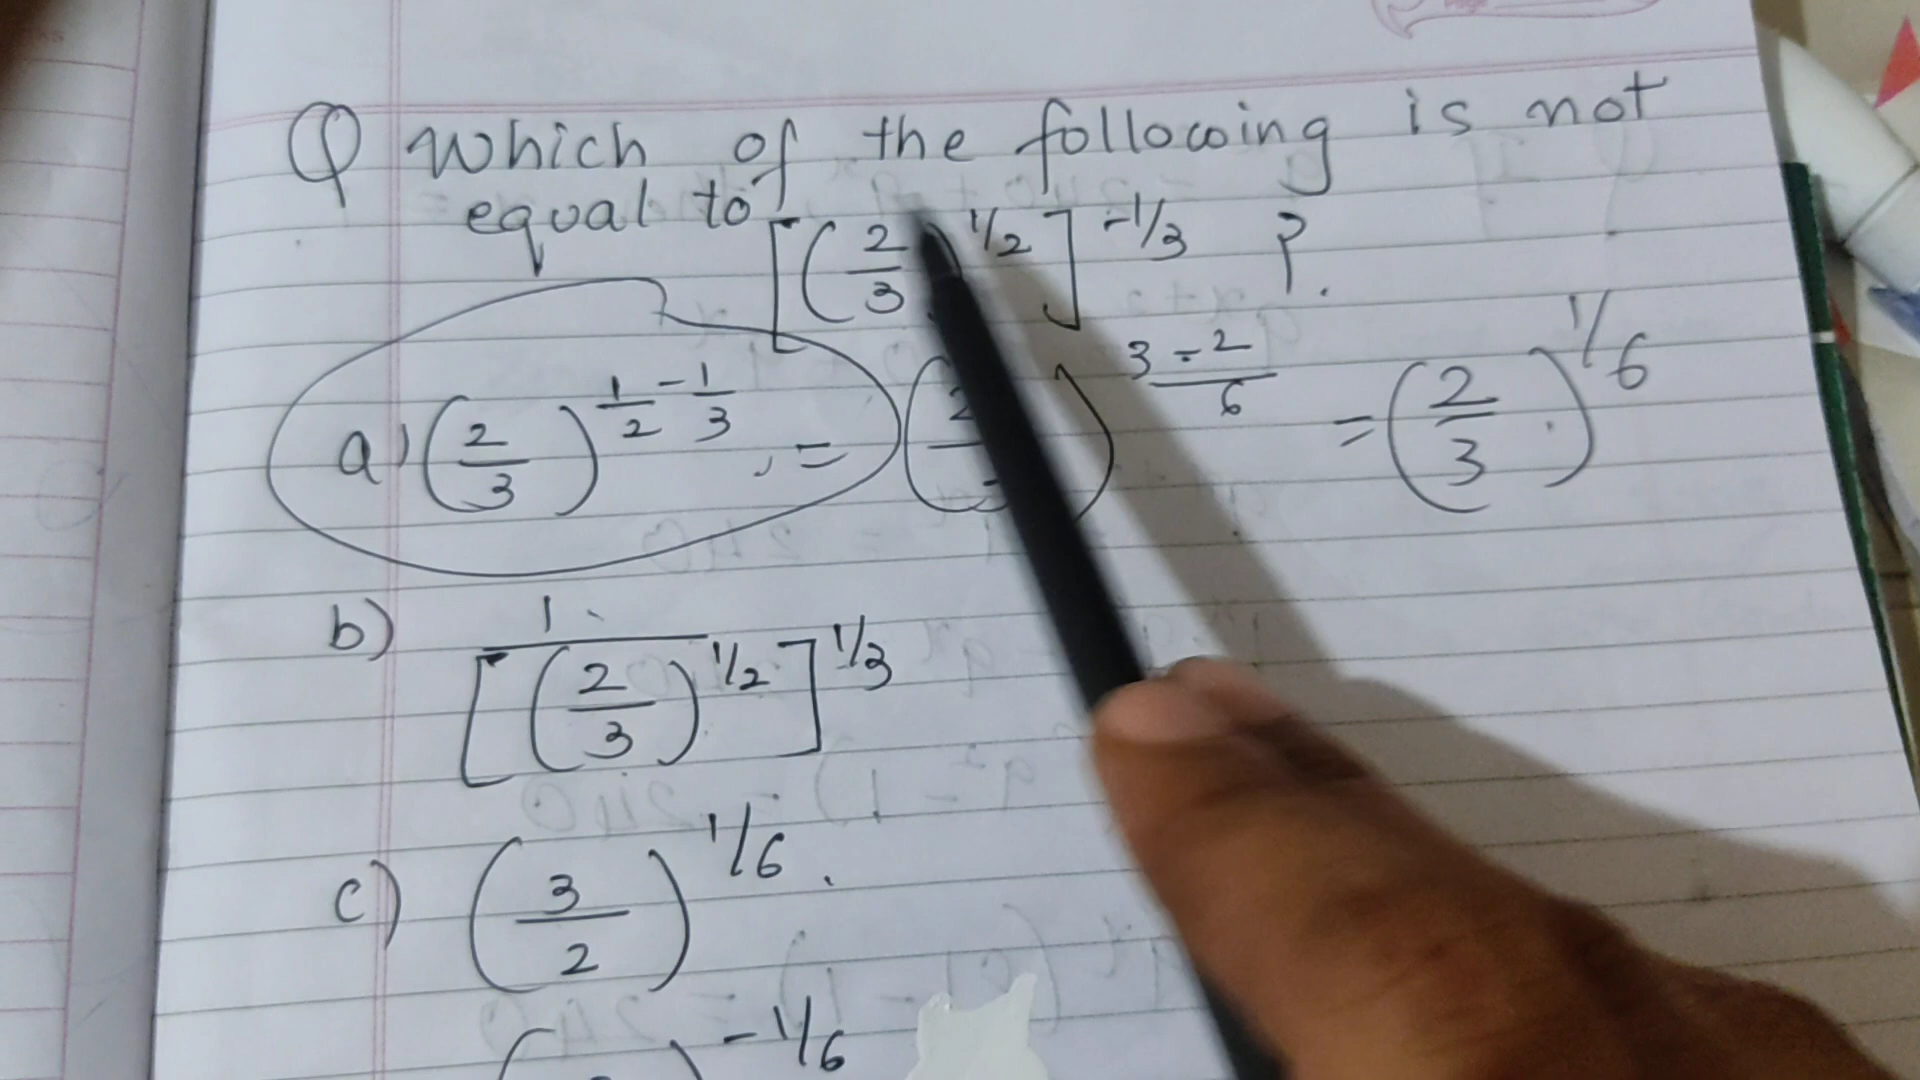 Q Which of the following is not
equal to [(2/3)^1/2]^-1/3 ?.
a) (2/3)^1/2 - 1/3 , = (2 )^3-2/6 = (2/3)^1/6
b) 1/[(2/3)^1/2]^1/3
c) (3/2)^1/6 .
( )^-1/6